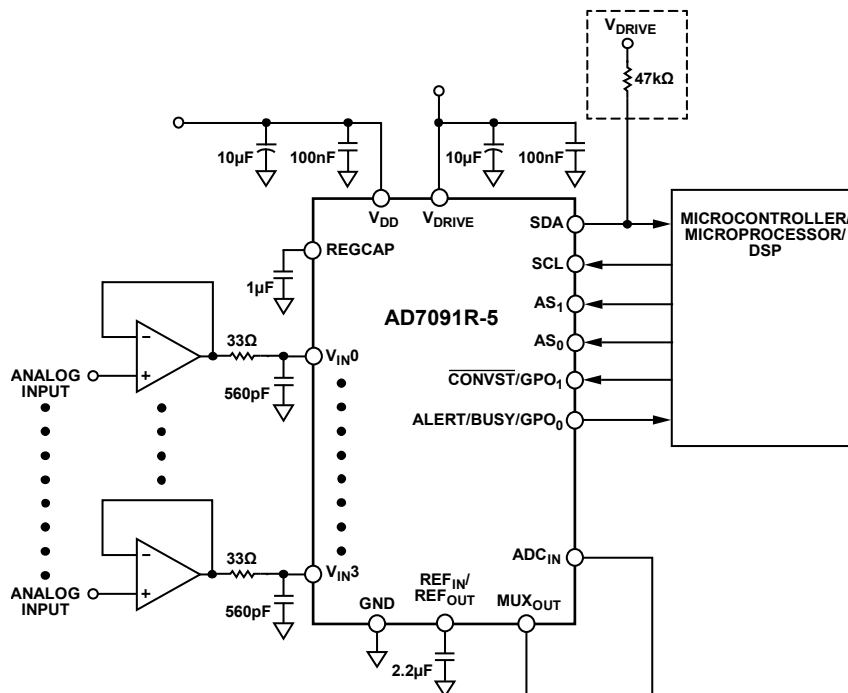 VDRIVE
47kΩ
10µF
100nF
10µF
100nF
VDD
VDRIVE
REGCAP
1µF
AD7091R-5
SDA
SCL
AS1
AS0
CONVST/GPO1
ALERT/BUSY/GPO0
MICROCONTROLLER/
MICROPROCESSOR/
DSP
33Ω
VIN0
560pF
ANALOG
INPUT
33Ω
VIN3
560pF
ANALOG
INPUT
GND
REFIN/
REFOUT
MUXOUT
ADCIN
2.2µF